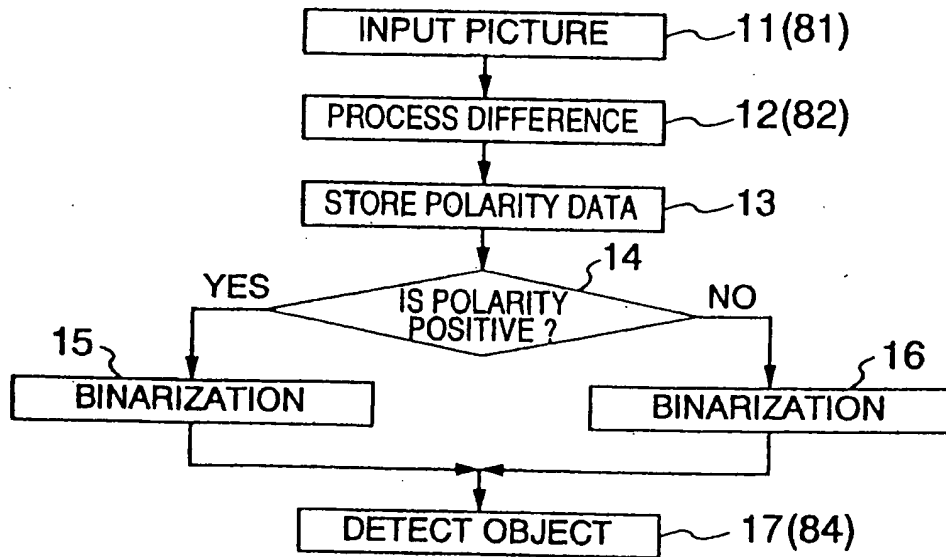 INPUT PICTURE 11(81)
PROCESS DIFFERENCE 12(82)
STORE POLARITY DATA 13
14
YES
IS POLARITY
POSITIVE ?
NO
15
BINARIZATION
16
BINARIZATION
DETECT OBJECT 17(84)